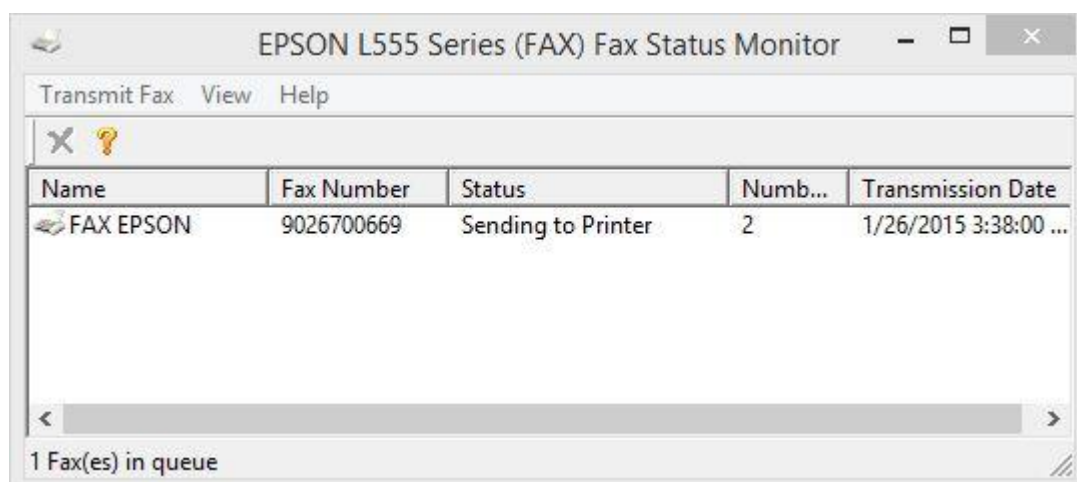 EPSON L555 Series (FAX) Fax Status Monitor
Transmit Fax View Help
Name Fax Number Status Numb... Transmission Date
FAX EPSON 9026700669 Sending to Printer 2 1/26/2015 3:38:00 ...
1 Fax(es) in queue